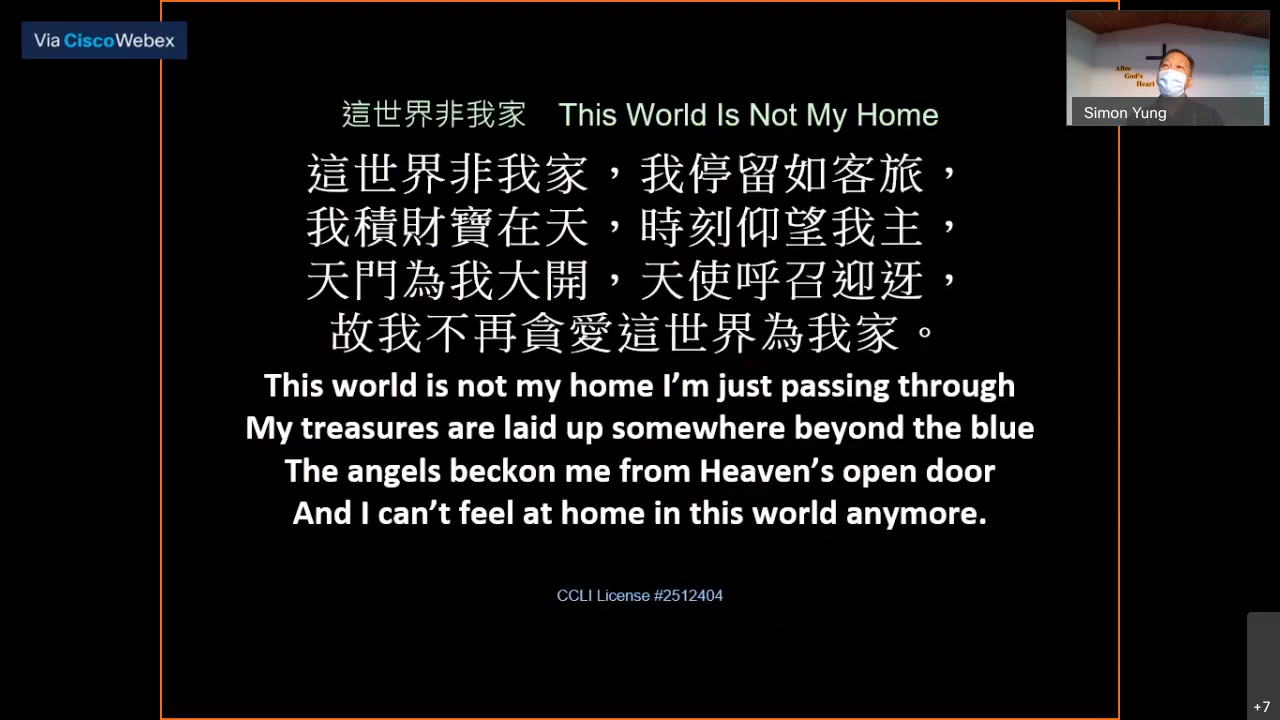 Via Cisco Webex
After
God's
Heart
Simon Yung
這世界非我家 This World Is Not My Home
這世界非我家，我停留如客旅，
我積財寶在天，時刻仰望我主，
天門為我大開，天使呼召迎迓，
故我不再貪愛這世界為我家。
This world is not my home I’m just passing through
My treasures are laid up somewhere beyond the blue
The angels beckon me from Heaven’s open door
And I can’t feel at home in this world anymore.
CCLI License #2512404
+7